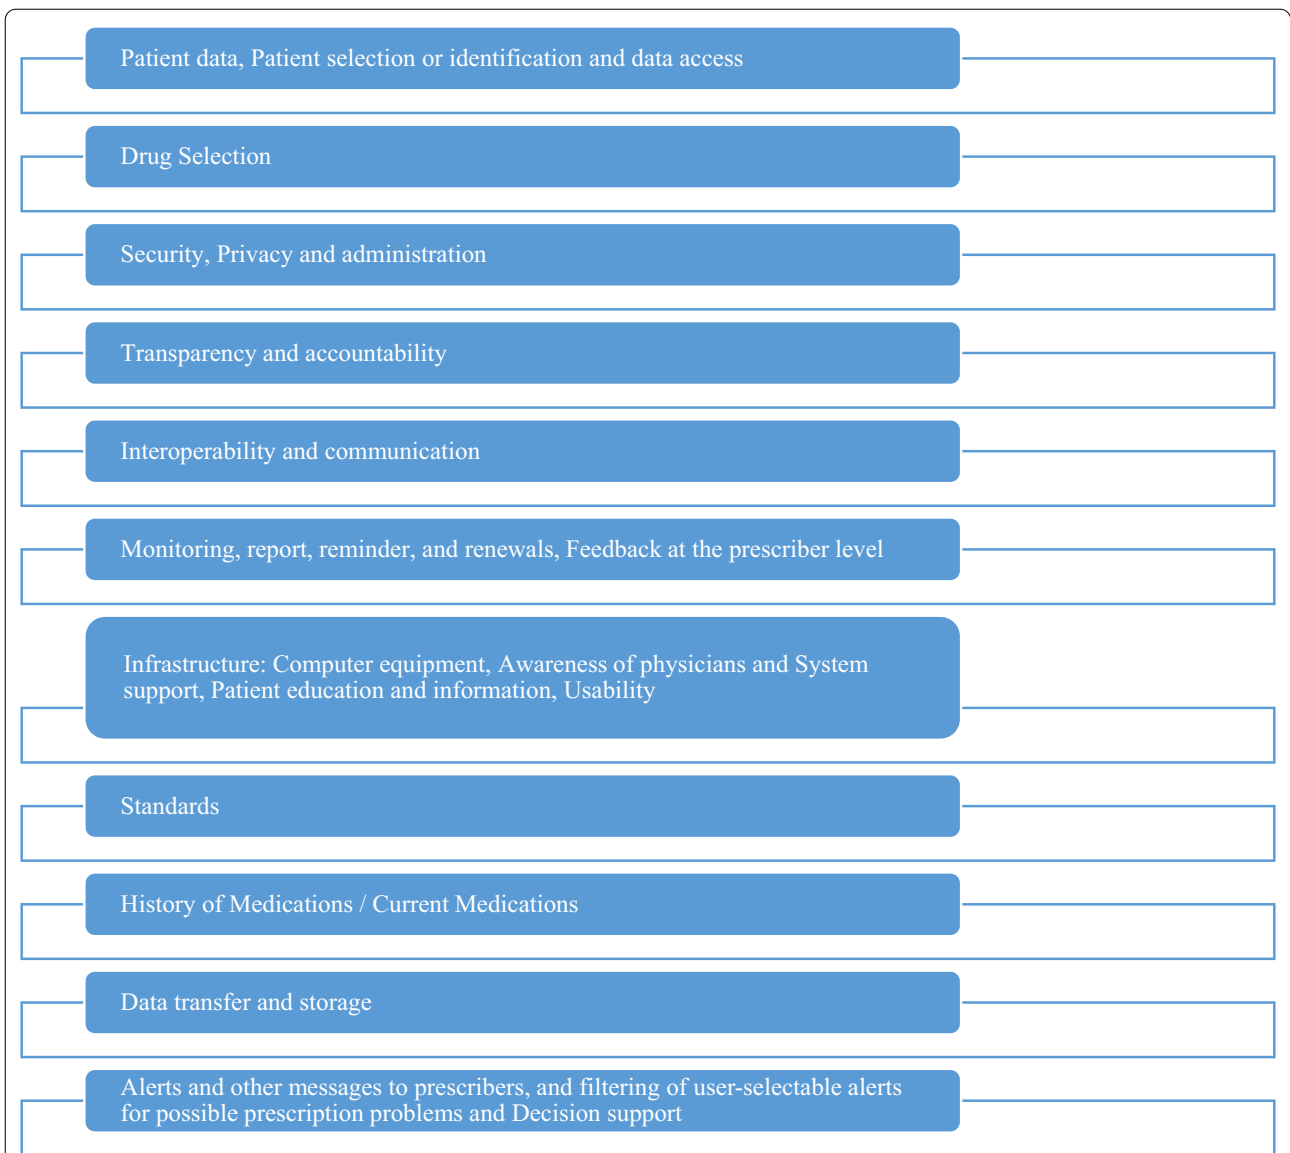 Patient data, Patient selection or identification and data access
Drug Selection
Security, Privacy and administration
Transparency and accountability
Interoperability and communication
Monitoring, report, reminder, and renewals, Feedback at the prescriber level
Infrastructure: Computer equipment, Awareness of physicians and System
support, Patient education and information, Usability
Standards
History of Medications / Current Medications
Data transfer and storage
Alerts and other messages to prescribers, and filtering of user-selectable alerts
for possible prescription problems and Decision support